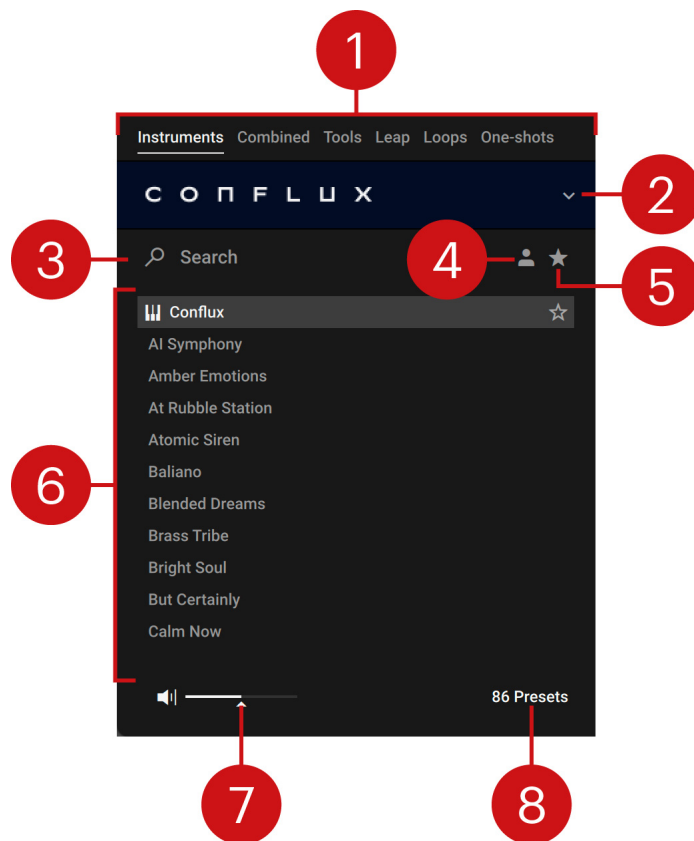 1
Instruments Combined Tools Leap Loops One-shots
CONFLUX
2
3
Search
4
5
Conflux
AI Symphony
Amber Emotions
At Rubble Station
Atomic Siren
Baliano
6
Blended Dreams
Brass Tribe
Bright Soul
But Certainly
Calm Now
86 Presets
7
8